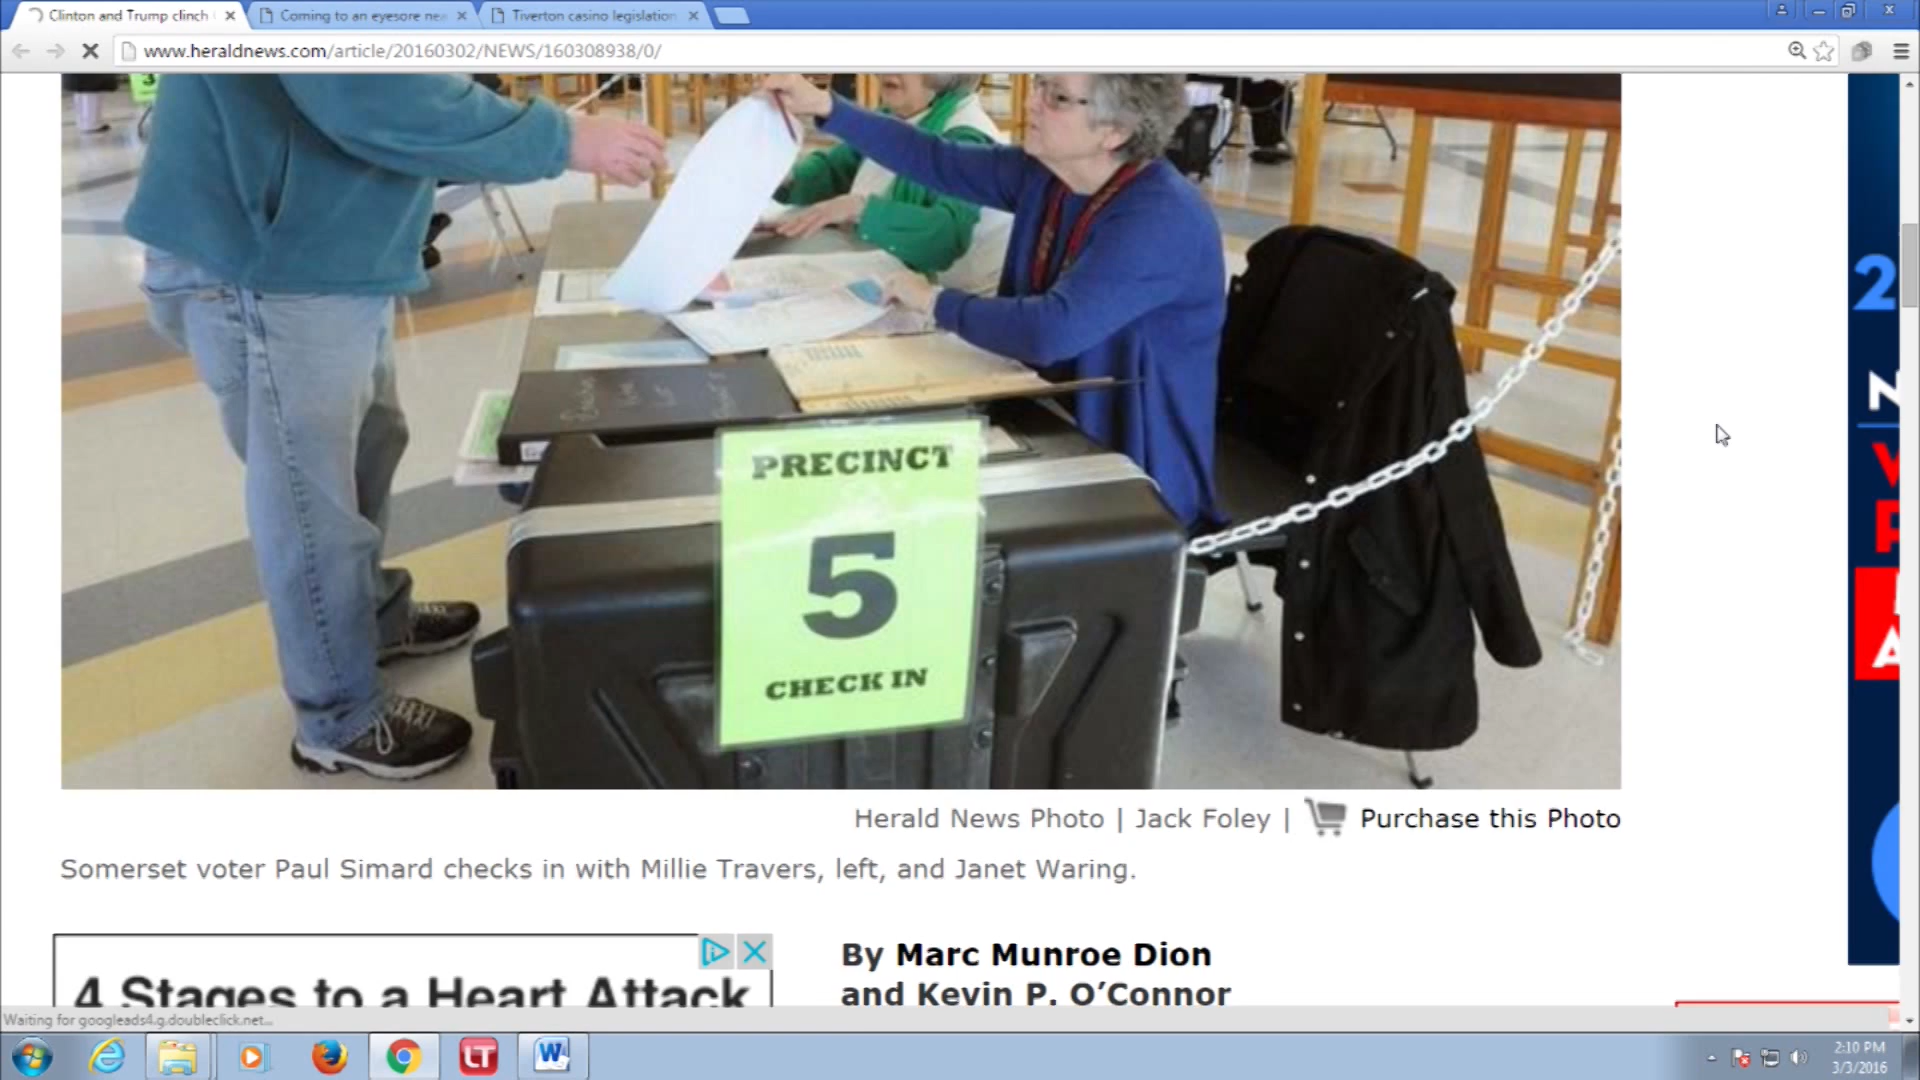 Clinton and Trump clinch
Coming to an eyesore nea
Tiverton casino legislation
www.heraldnews.com/article/20160302/NEWS/160308938/0/
PRECINCT
5
CHECK IN
2
N
Herald News Photo | Jack Foley | Purchase this Photo
Somerset voter Paul Simard checks in with Millie Travers, left, and Janet Waring.
4 Stages to a Heart Attack
By Marc Munroe Dion
and Kevin P. O'Connor
Waiting for googleads4.g.doubleclick.net...
LT
W
2:10 PM
3/3/2016